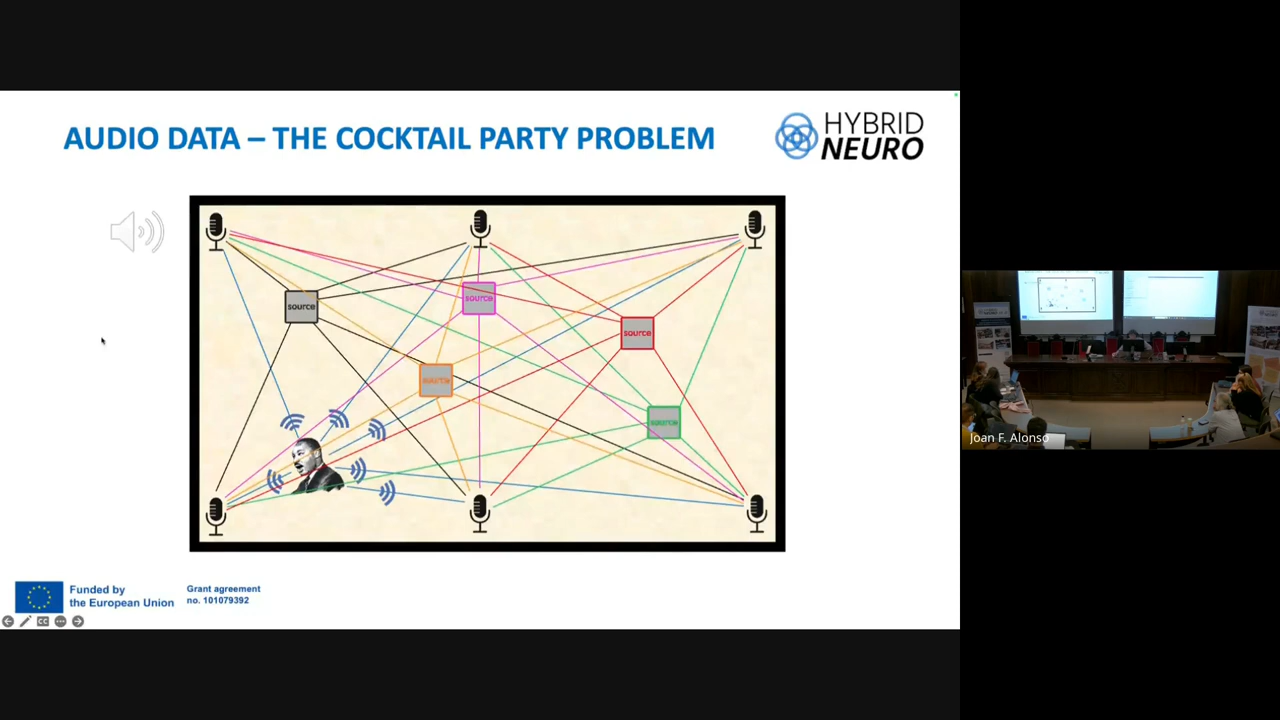 AUDIO DATA – THE COCKTAIL PARTY PROBLEM
HYBRID
NEURO
source
source
source
source
source
Joan F. Alonso
Funded by
the European Union
Grant agreement
no. 101079392
CC